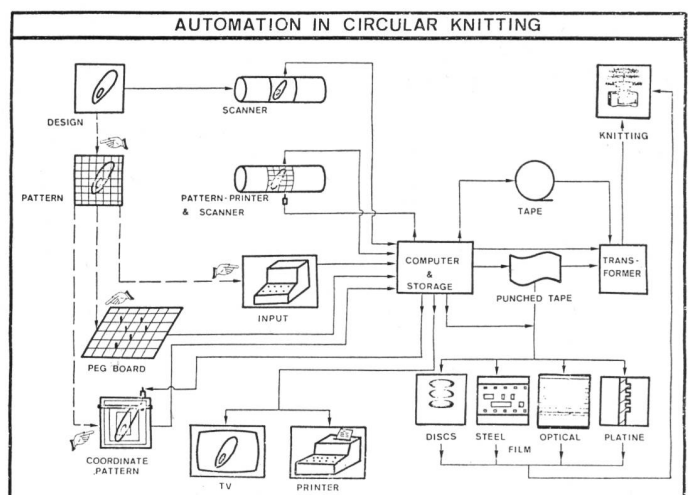 AUTOMATION IN CIRCULAR KNITTING
DESIGN
SCANNER
KNITTING
PATTERN
PATTERN-PRINTER
& SCANNER
TAPE
COMPUTER
&
STORAGE
TRANS-
FORMER
PUNCHED TAPE
INPUT
PEG BOARD
COORDINATE
PATTERN
TV
PRINTER
DISCS
STEEL
OPTICAL
PLATINE
FILM